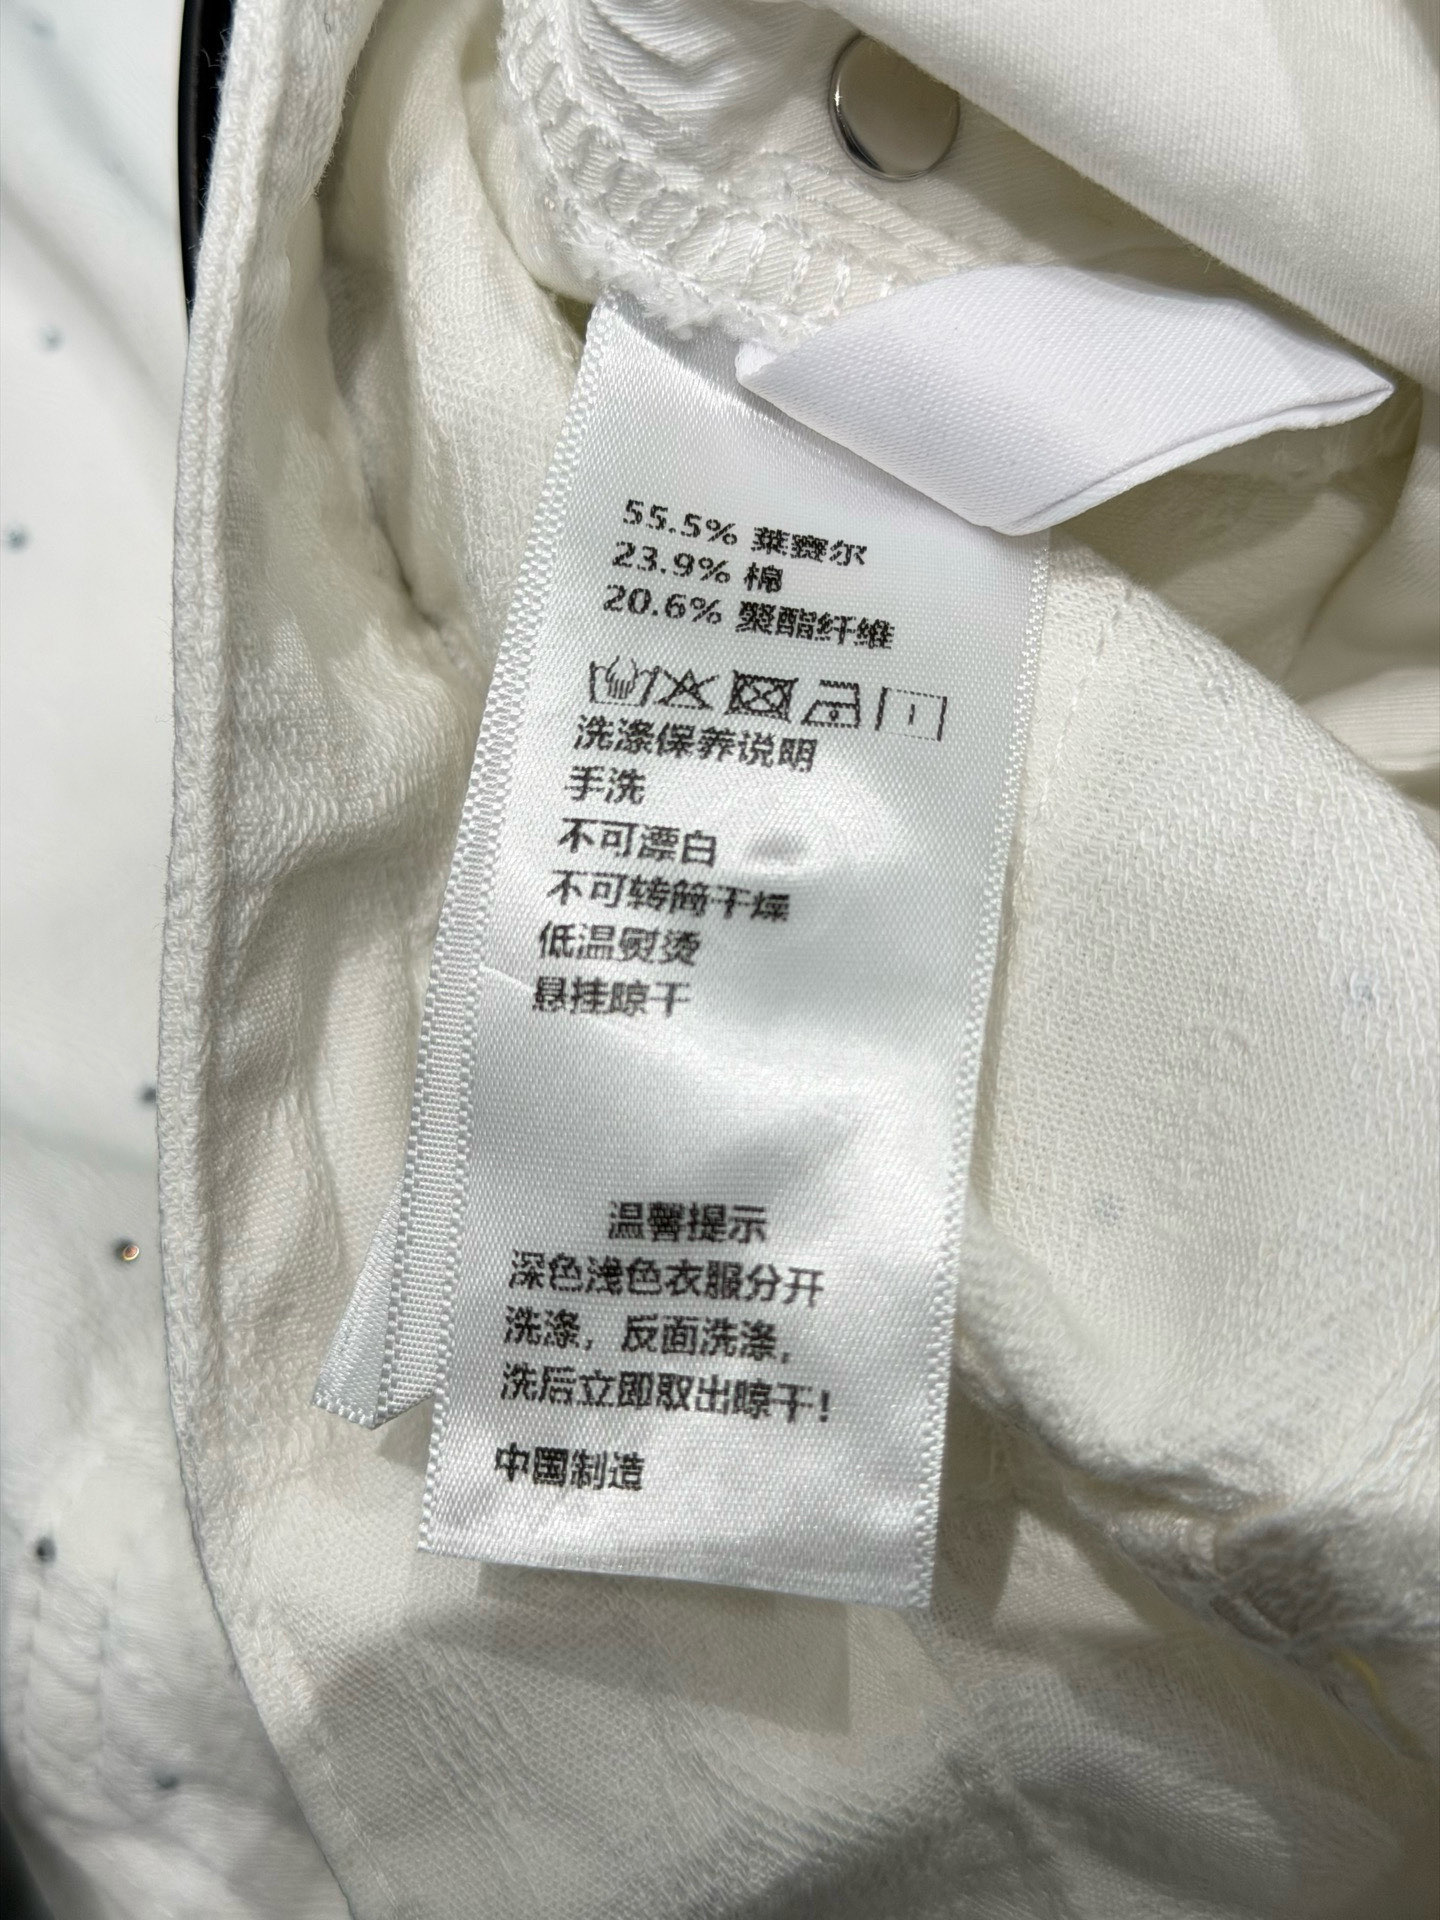 55.5% 莱赛尔
23.9% 棉
20.6% 聚酯纤维
洗涤保养说明
手洗
不可漂白
不可转筒干燥
低温熨烫
悬挂晾干
温馨提示
深色浅色衣服分开
洗涤，反面洗涤，
洗后立即取出晾干！
中国制造